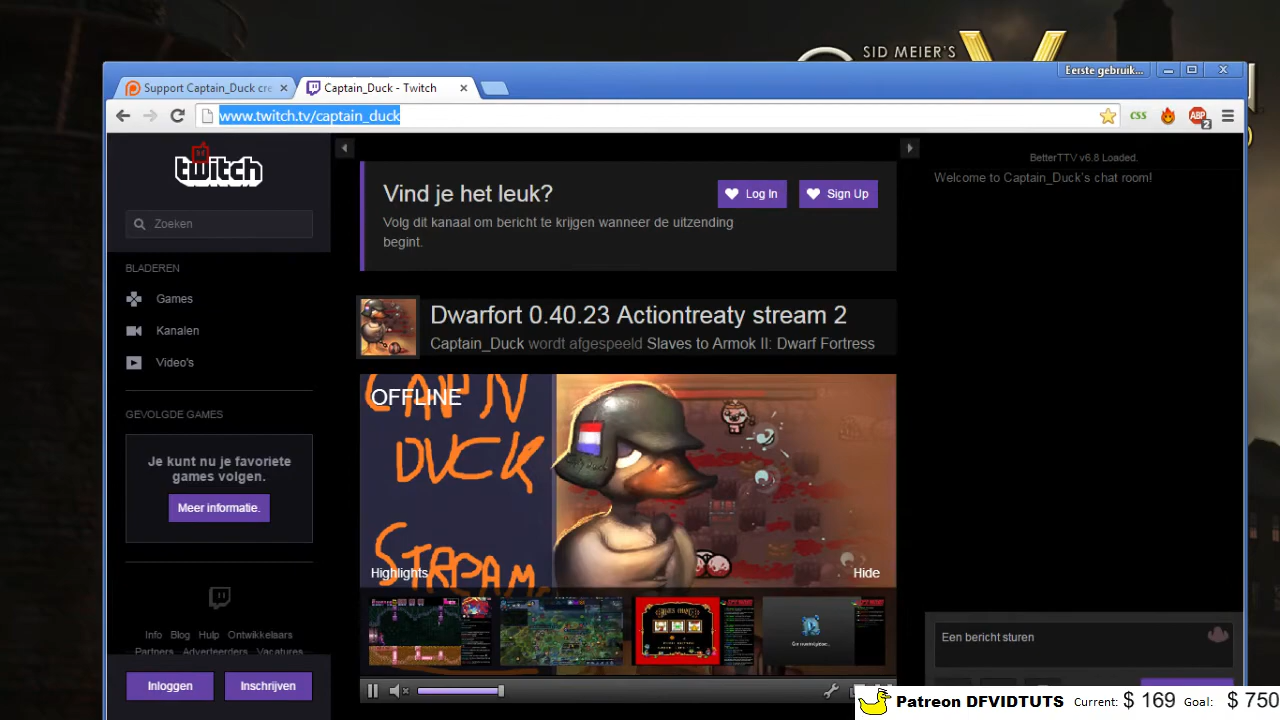 SID MEIER'S
V
Eerste gebruik...
Support Captain_Duck cre
Captain_Duck - Twitch
www.twitch.tv/captain_duck
CSS
ABP
2
twitch
Zoeken
BLADEREN
Games
Kanalen
Video's
GEVOLGDE GAMES
Je kunt nu je favoriete
games volgen.
Meer informatie.
Info Blog Hulp Ontwikkelaars
Partners Adverteerders Vacatures
Inloggen
Inschrijven
Vind je het leuk?
Log In
Sign Up
Volg dit kanaal om bericht te krijgen wanneer de uitzending
begint.
Dwarfort 0.40.23 Actiontreaty stream 2
Captain_Duck wordt afgespeeld Slaves to Armok II: Dwarf Fortress
OFFLINE
CAPN
DUCK
STREAM
Highlights
Hide
BetterTTV v6.8 Loaded.
Welcome to Captain_Duck's chat room!
Een bericht sturen
Patreon DFVIDTUTS Current: $ 169 Goal: $ 750